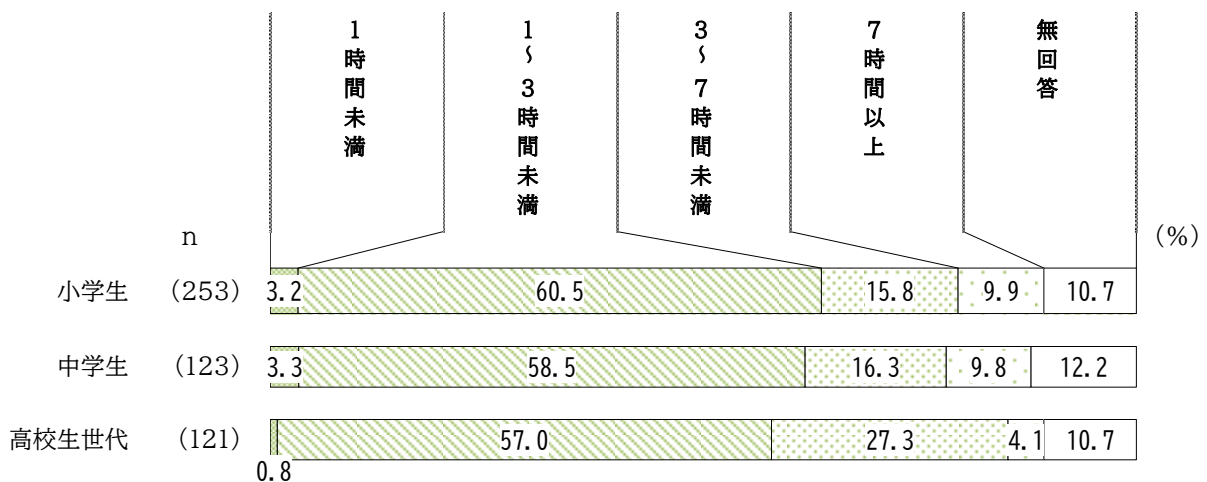 1時間未満
1～3時間未満
3～7時間未満
7時間以上
無回答
n
(%)
小学生 (253) 3.2 60.5 15.8 9.9 10.7
中学生 (123) 3.3 58.5 16.3 9.8 12.2
高校生世代 (121) 57.0 27.3 4.1 10.7
0.8